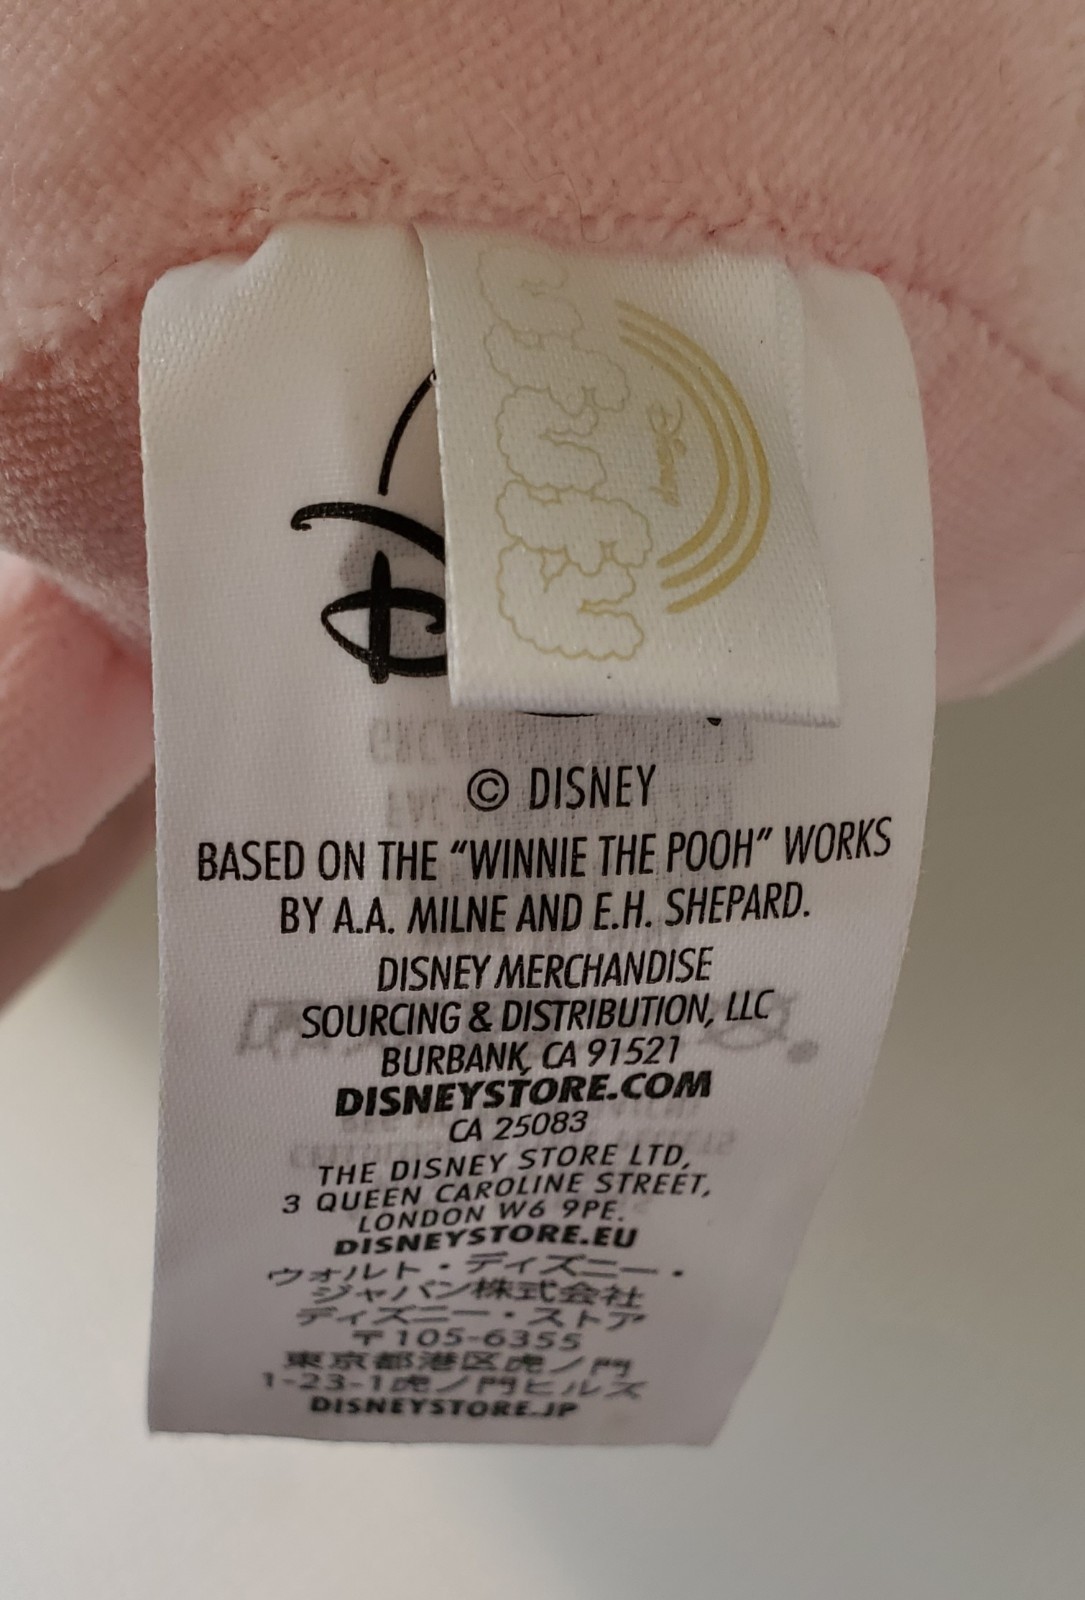 Disney
© DISNEY
BASED ON THE “WINNIE THE POOH” WORKS
BY A.A. MILNE AND E.H. SHEPARD.
DISNEY MERCHANDISE
SOURCING & DISTRIBUTION, LLC
BURBANK, CA 91521
DISNEYSTORE.COM
CA 25083
THE DISNEY STORE LTD,
3 QUEEN CAROLINE STREET,
LONDON W6 9PE.
DISNEYSTORE.EU
ウォルト・ディズニー・
ジャパン株式会社
ディズニー・ストア
〒105-6355
東京都港区虎ノ門
1-23-1虎ノ門ヒルズ
DISNEYSTORE.JP